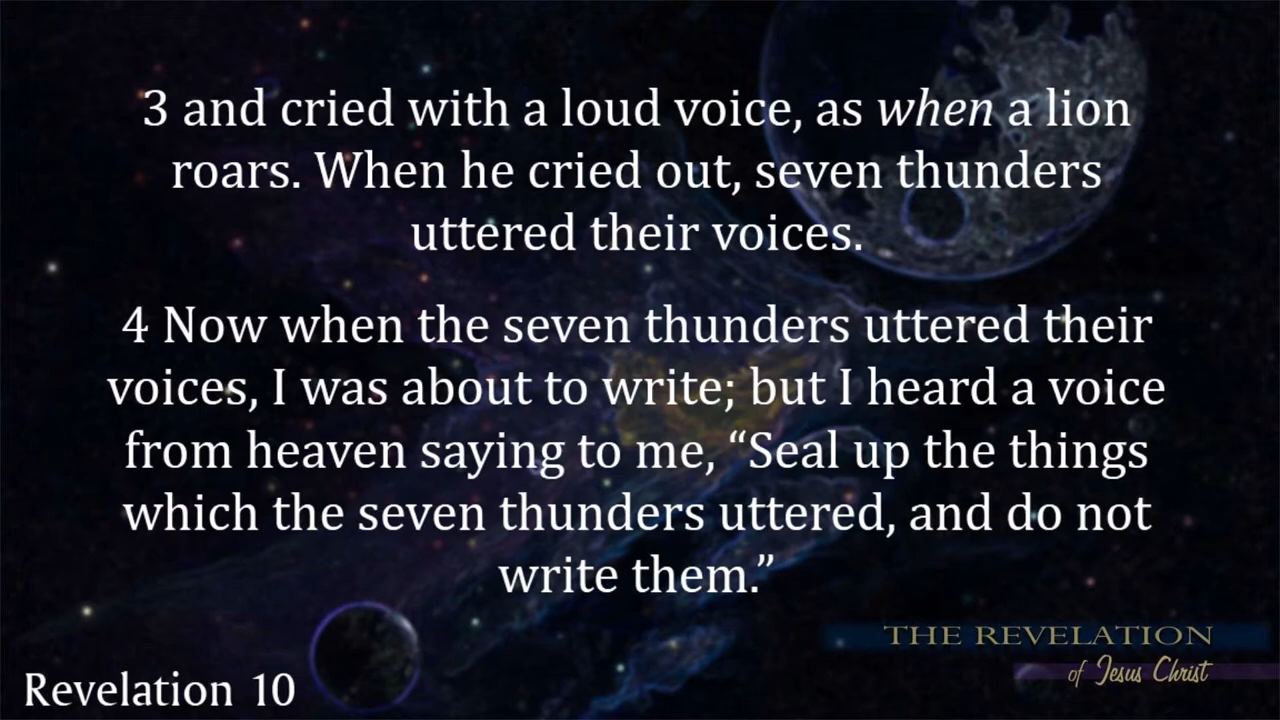 3 and cried with a loud voice, as when a lion
roars. When he cried out, seven thunders
uttered their voices.
4 Now when the seven thunders uttered their
voices, I was about to write; but I heard a voice
from heaven saying to me, “Seal up the things
which the seven thunders uttered, and do not
write them.”
THE REVELATION
of Jesus Christ
Revelation 10